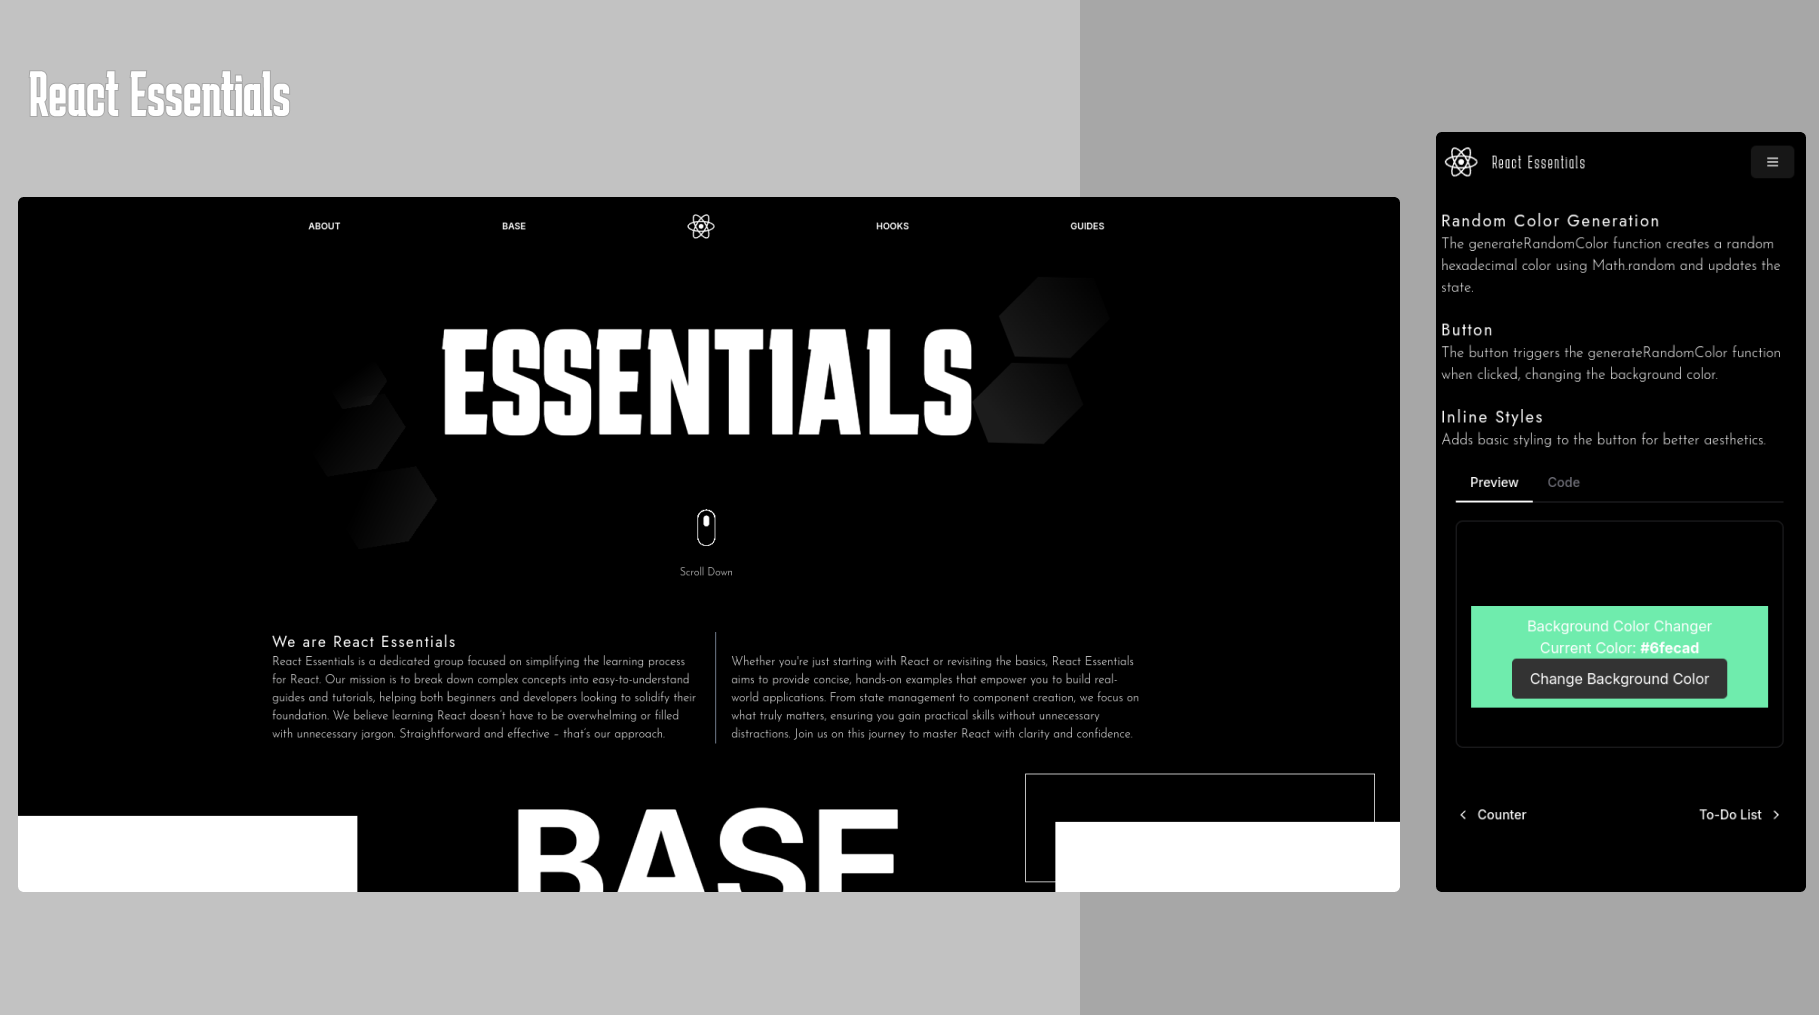 React Essentials
ABOUT
BASE
HOOKS
GUIDES
ESSENTIALS
Scroll Down
We are React Essentials
React Essentials is a dedicated group focused on simplifying the learning process
for React. Our mission is to break down complex concepts into easy-to-understand
guides and tutorials, helping both beginners and developers looking to solidify their
foundation. We believe learning React doesn't have to be overwhelming or filled
with unnecessary jargon. Straightforward and effective – that's our approach.
Whether you're just starting with React or revisiting the basics, React Essentials
aims to provide concise, hands-on examples that empower you to build real-
world applications. From state management to component creation, we focus on
what truly matters, ensuring you gain practical skills without unnecessary
distractions. Join us on this journey to master React with clarity and confidence.
BASE
React Essentials
Random Color Generation
The generateRandomColor function creates a random
hexadecimal color using Math.random and updates the
state.
Button
The button triggers the generateRandomColor function
when clicked, changing the background color.
Inline Styles
Adds basic styling to the button for better aesthetics.
Preview
Code
Background Color Changer
Current Color: #6fecad
Change Background Color
Counter
To-Do List